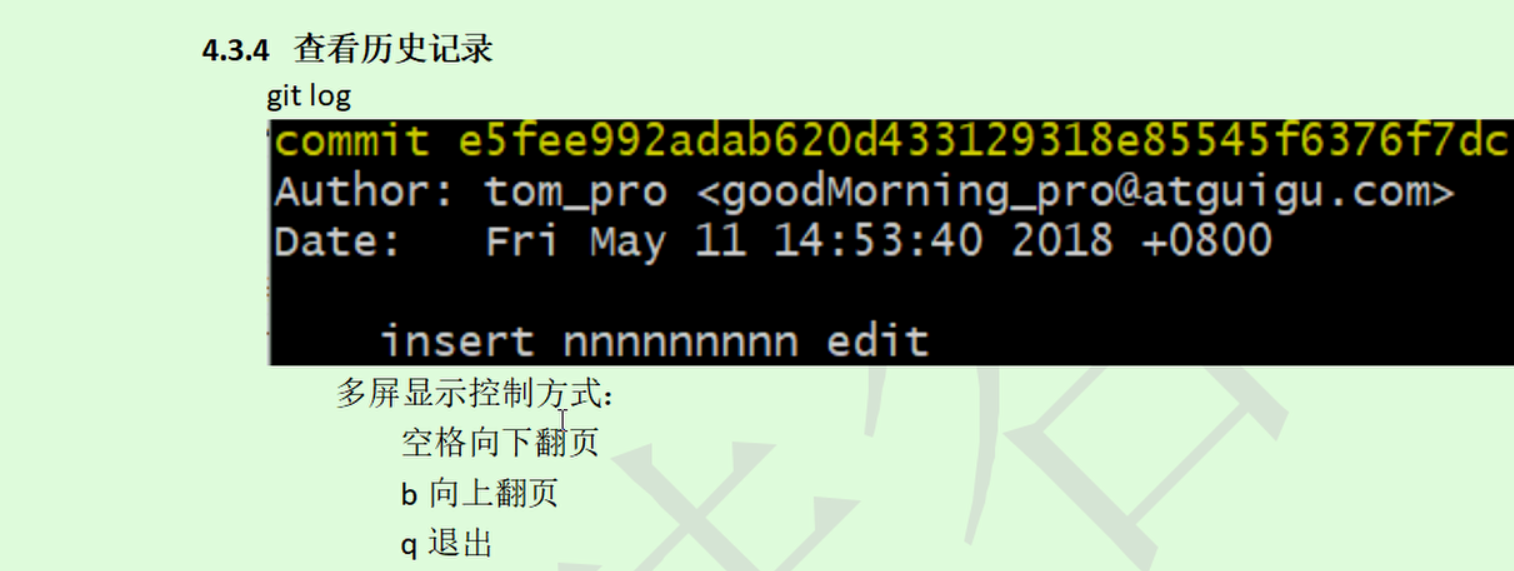 4.3.4 查看历史记录
git log
commit e5fee992adab620d433129318e85545f6376f7dc
Author: tom_pro <goodMorning_pro@atguigu.com>
Date:   Fri May 11 14:53:40 2018 +0800
insert nnnnnnnnn edit
多屏显示控制方式：
空格向下翻页
b 向上翻页
q 退出